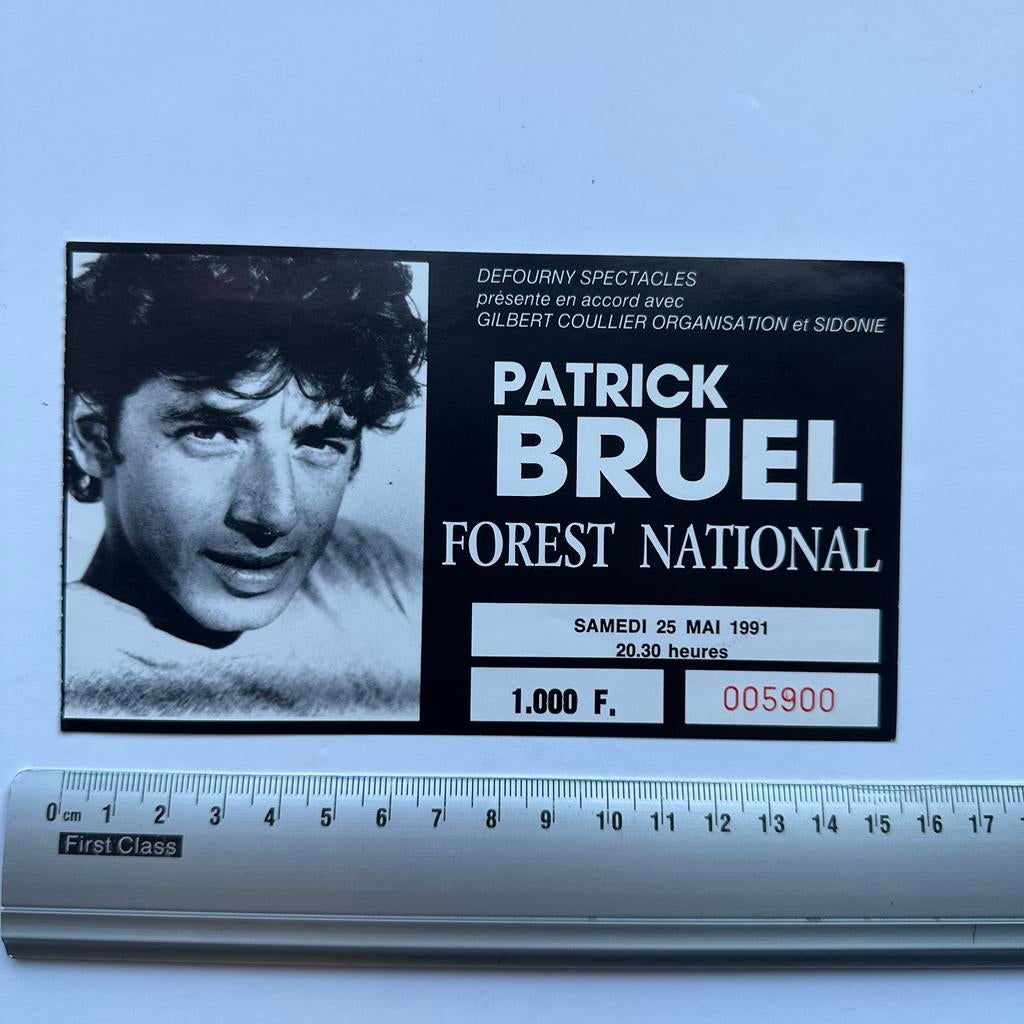 DEFOURNY SPECTACLES
présente en accord avec
GILBERT COULLIER ORGANISATION et SIDONIE
PATRICK
BRUEL
FOREST NATIONAL
SAMEDI 25 MAI 1991
20.30 heures
1.000 F.
005900
0 cm 1 2 3 4 5 6 7 8 9 10 11 12 13 14 15 16 17
First Class